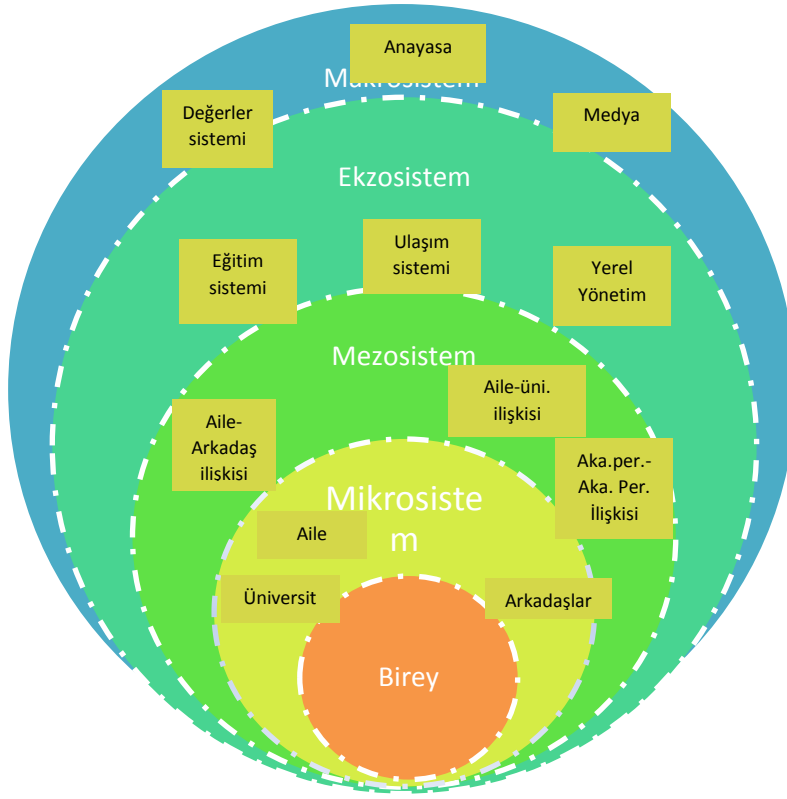 Anayasa
Makrosistem
Değerler
sistemi
Medya
Ekzosistem
Ulaşım
sistemi
Eğitim
sistemi
Yerel
Yönetim
Mezosistem
Aile-üni.
ilişkisi
Aile-
Arkadaş
ilişkisi
Aka.per.-
Aka. Per.
İlişkisi
Mikrosiste
m
Aile
Üniversit
Arkadaşlar
Birey